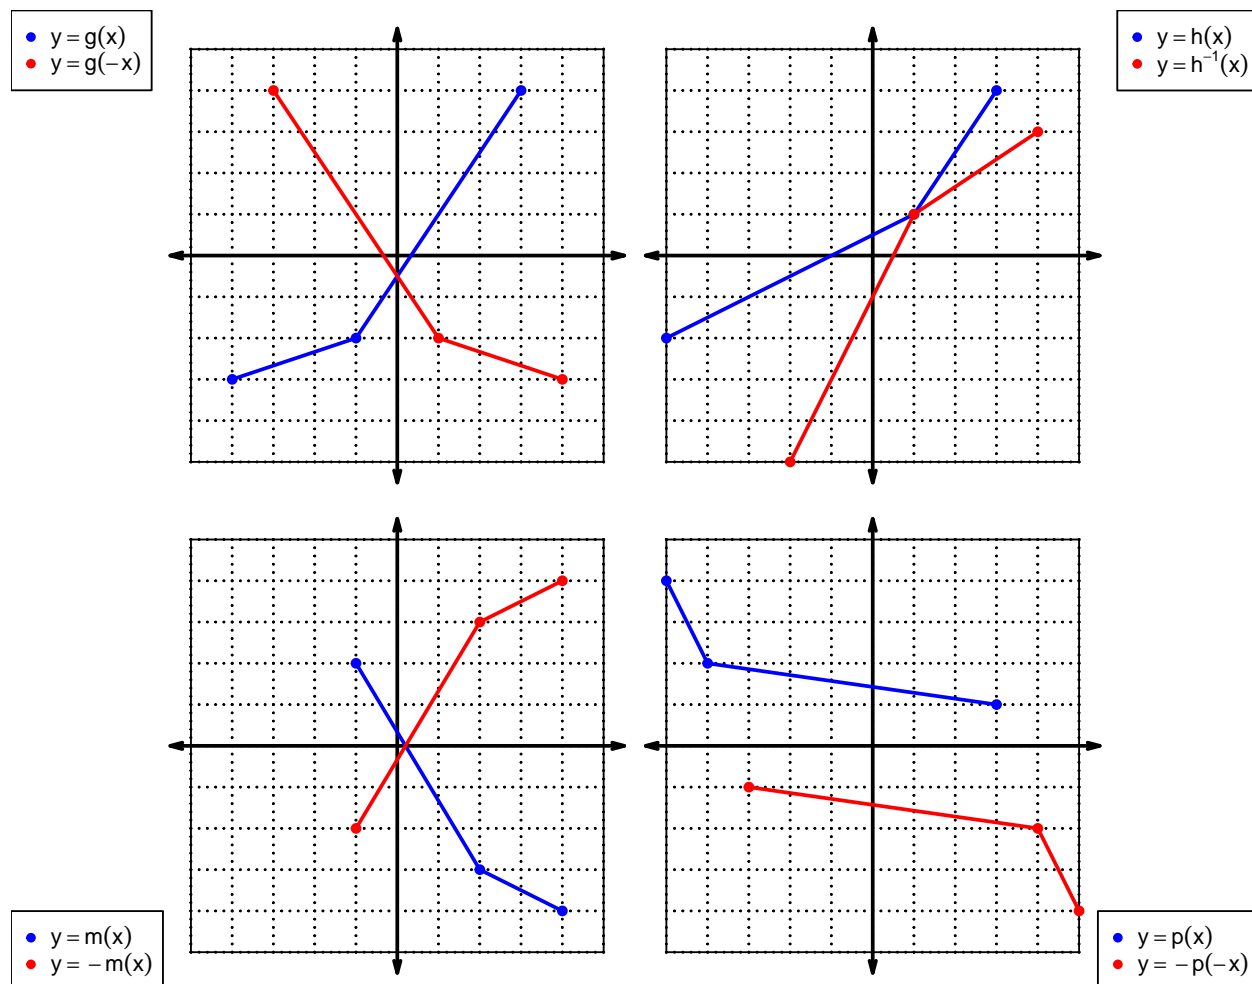 y = g(x)
y = g(−x)
y = h(x)
y = h⁻¹(x)
y = m(x)
y = −m(x)
y = p(x)
y = −p(−x)